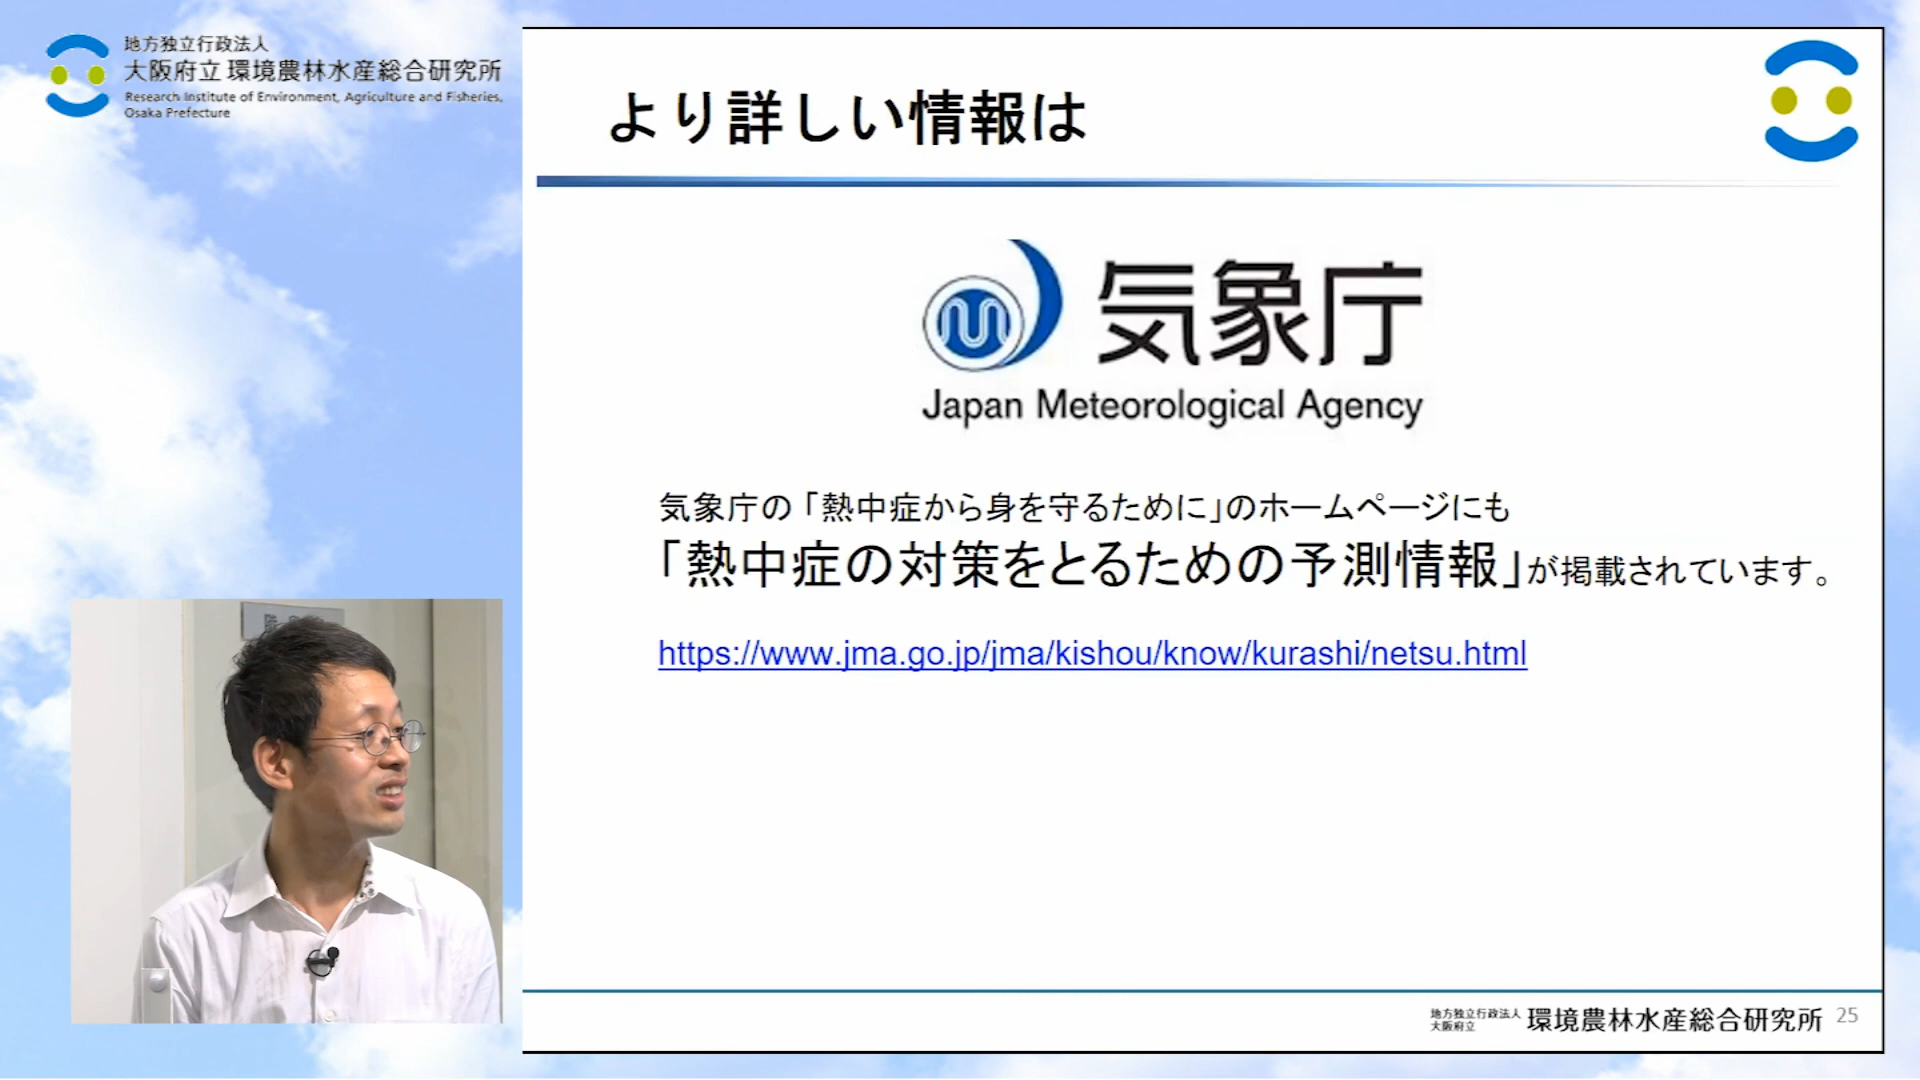 地方独立行政法人
大阪府立 環境農林水産総合研究所
Research Institute of Environment, Agriculture and Fisheries,
Osaka Prefecture
より詳しい情報は
気象庁
Japan Meteorological Agency
気象庁の「熱中症から身を守るために」のホームページにも
「熱中症の対策をとるための予測情報」が掲載されています。
https://www.jma.go.jp/jma/kishou/know/kurashi/netsu.html
地方独立行政法人
大阪府立
環境農林水産総合研究所
25